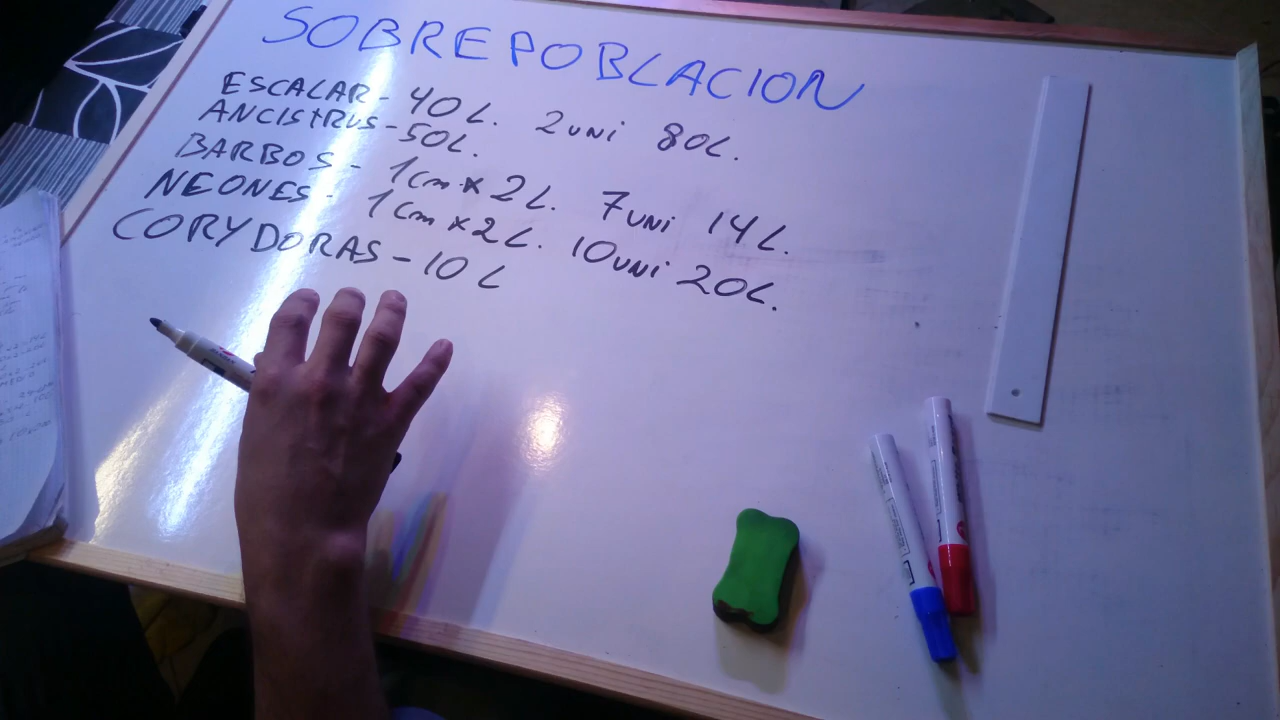 SOBREPOBLACION
ESCALAR - 40L. 2uni 80L.
ANCISTRUS - 50L.
BARBOS - 1cm x 2L. 7uni 14L.
NEONES - 1cm x 2L. 10uni 20L.
CORYDORAS - 10L